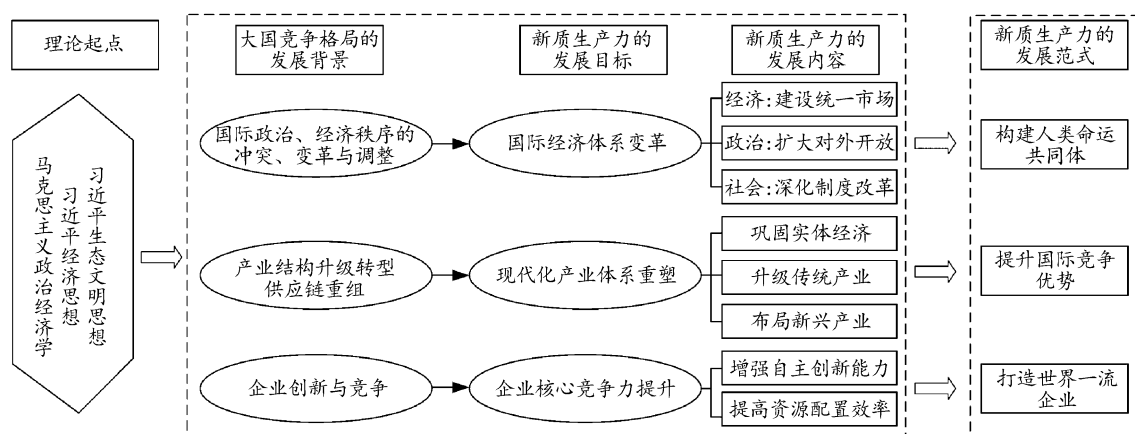 理论起点
大国竞争格局的
发展背景
新质生产力的
发展目标
新质生产力的
发展内容
新质生产力的
发展范式
马克思主义政治经济学
习近平经济思想
习近平生态文明思想
国际政治、经济秩序的
冲突、变革与调整
国际经济体系变革
经济:建设统一市场
政治:扩大对外开放
社会:深化制度改革
构建人类命运
共同体
产业结构升级转型
供应链重组
现代化产业体系重塑
巩固实体经济
升级传统产业
布局新兴产业
提升国际竞争
优势
企业创新与竞争
企业核心竞争力提升
增强自主创新能力
提高资源配置效率
打造世界一流
企业